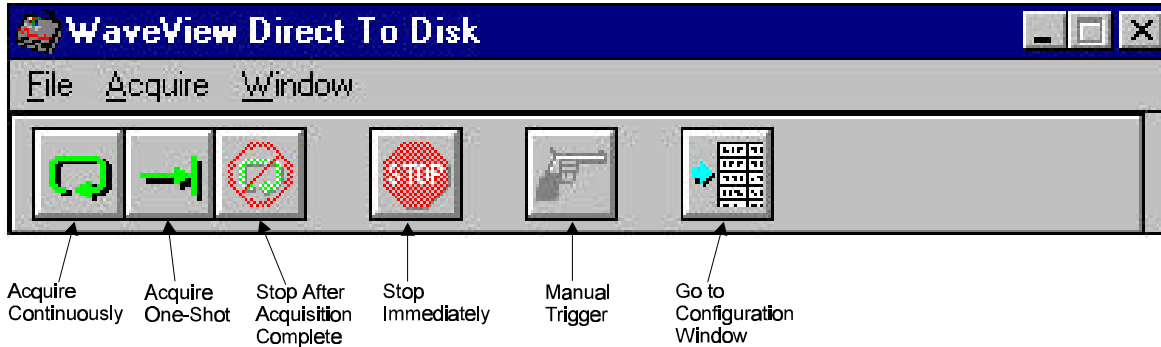 WaveView Direct To Disk
File Acquire Window
STOP
Acquire
Continuously
Acquire
One-Shot
Stop After
Acquisition
Complete
Stop
Immediately
Manual
Trigger
Go to
Configuration
Window